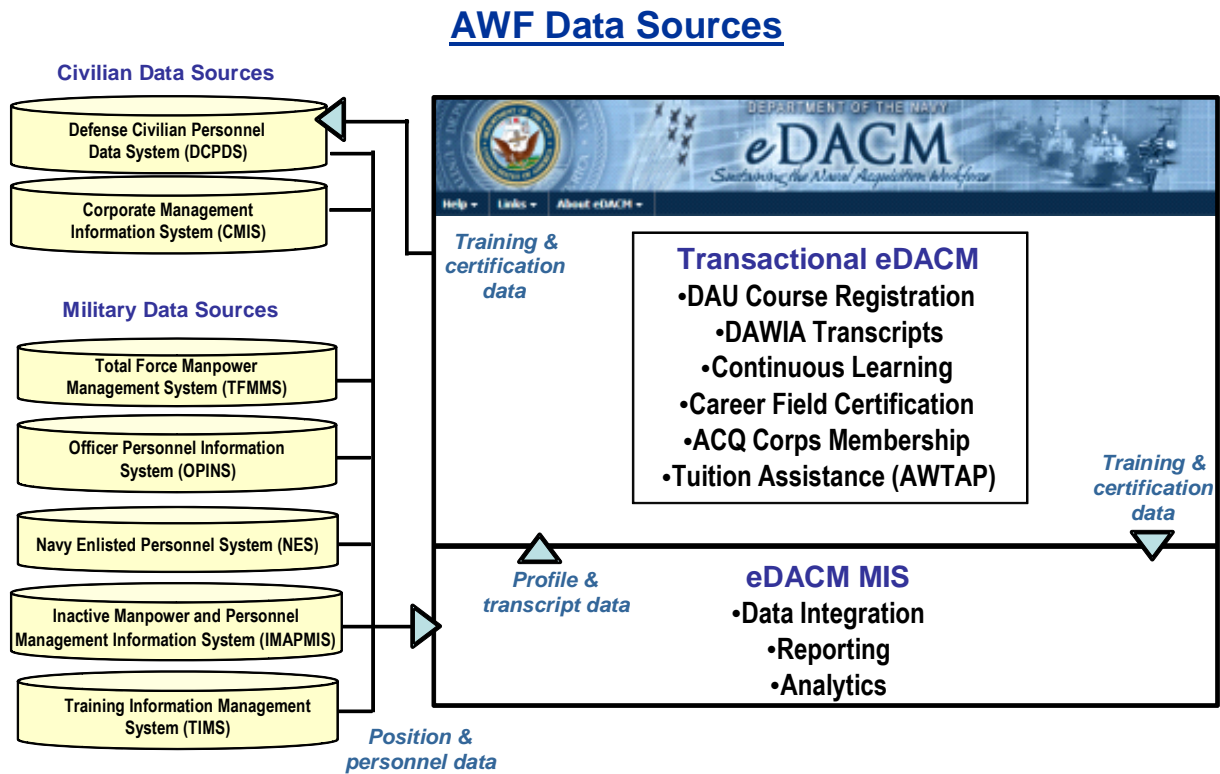 AWF Data Sources
Civilian Data Sources
Defense Civilian Personnel
Data System (DCPDS)
Corporate Management
Information System (CMIS)
Military Data Sources
Total Force Manpower
Management System (TFMMS)
Officer Personnel Information
System (OPINS)
Navy Enlisted Personnel System (NES)
Inactive Manpower and Personnel
Management Information System (IMAPMIS)
Training Information Management
System (TIMS)
Position &
personnel data
DEPARTMENT OF THE NAVY
eDACM
Sustaining the Naval Acquisition Workforce
Help
Links
About eDACM
Training &
certification
data
Transactional eDACM
•DAU Course Registration
•DAWIA Transcripts
•Continuous Learning
•Career Field Certification
•ACQ Corps Membership
•Tuition Assistance (AWTAP)
Training &
certification
data
Profile &
transcript data
eDACM MIS
•Data Integration
•Reporting
•Analytics